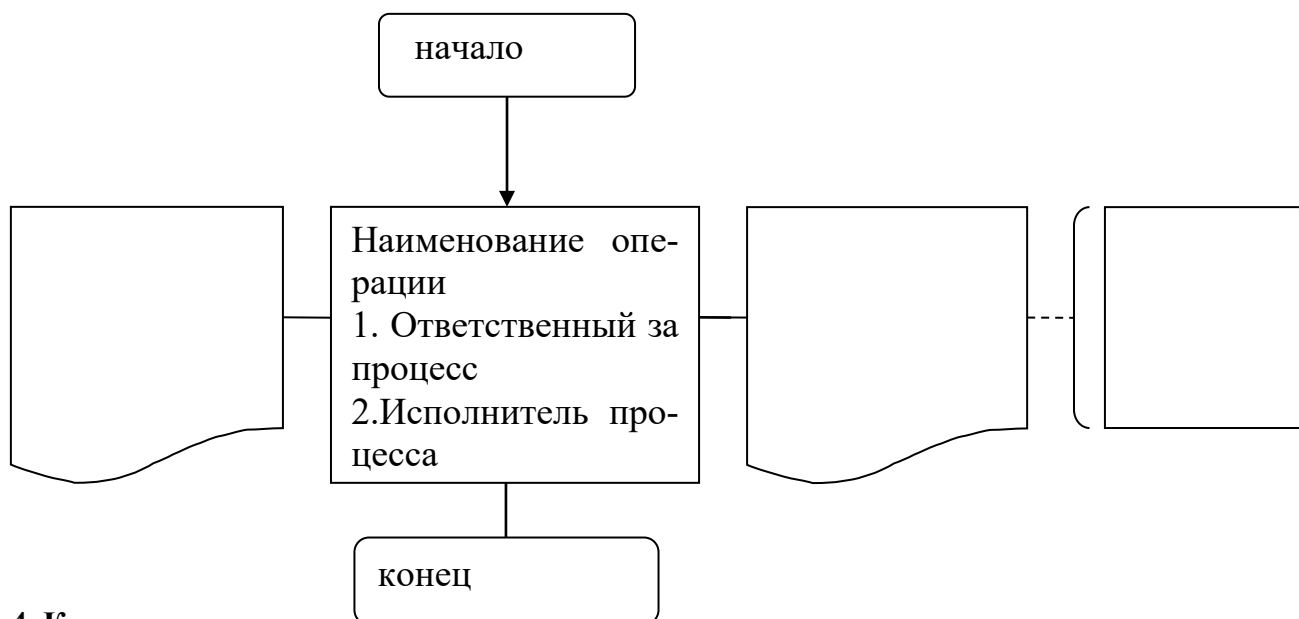 начало
Наименование опе-
рации
1. Ответственный за
процесс
2.Исполнитель про-
цесса
конец